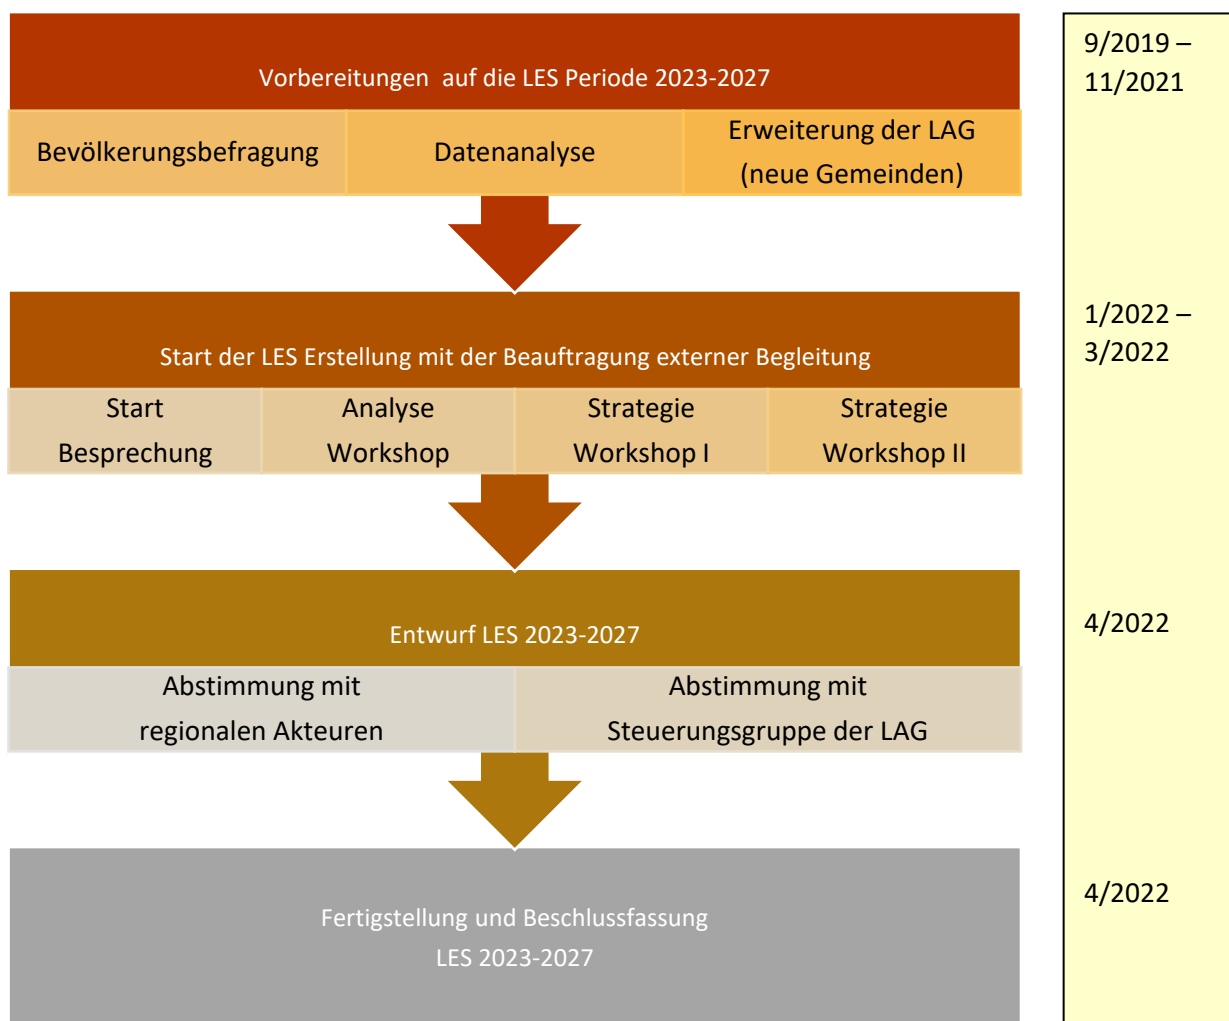 Vorbereitungen auf die LES Periode 2023-2027
9/2019 –
11/2021
Bevölkerungsbefragung
Datenanalyse
Erweiterung der LAG
(neue Gemeinden)
Start der LES Erstellung mit der Beauftragung externer Begleitung
1/2022 –
3/2022
Start
Besprechung
Analyse
Workshop
Strategie
Workshop I
Strategie
Workshop II
Entwurf LES 2023-2027
4/2022
Abstimmung mit
regionalen Akteuren
Abstimmung mit
Steuerungsgruppe der LAG
Fertigstellung und Beschlussfassung
LES 2023-2027
4/2022